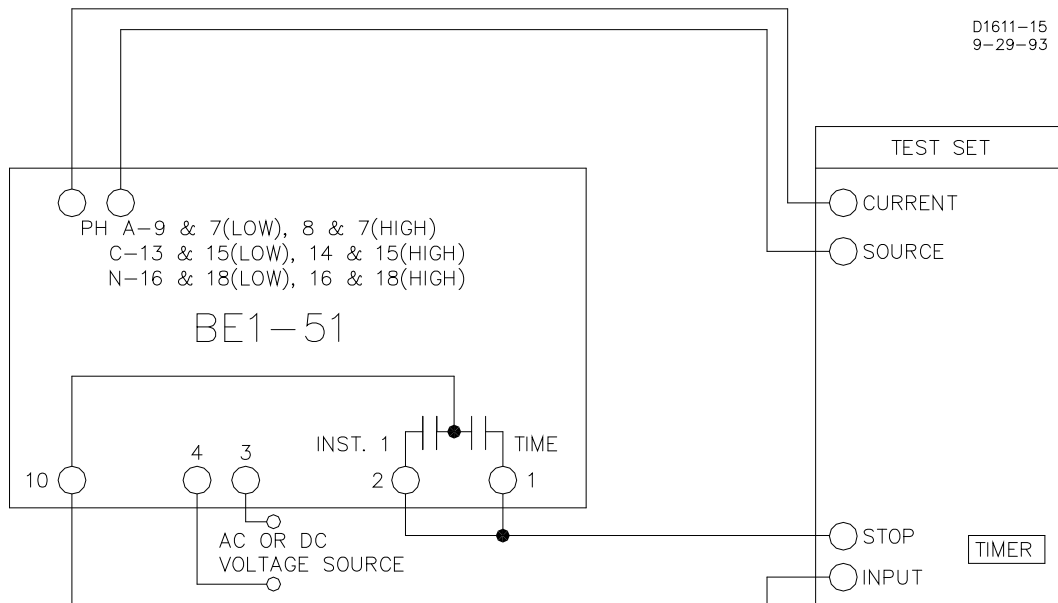 D1611-15
9-29-93
TEST SET
CURRENT
SOURCE
PH A-9 & 7(LOW), 8 & 7(HIGH)
C-13 & 15(LOW), 14 & 15(HIGH)
N-16 & 18(LOW), 16 & 18(HIGH)
BE1-51
INST. 1
TIME
10
4
3
2
1
AC OR DC
VOLTAGE SOURCE
STOP
TIMER
INPUT